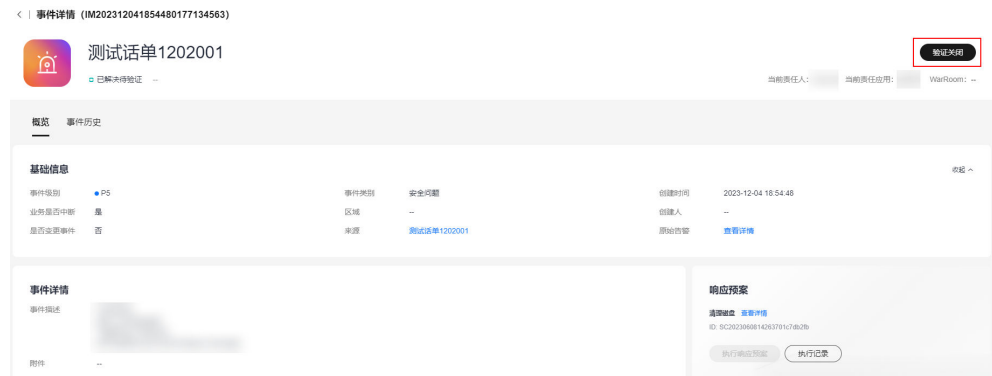 < | 事件详情（IM202312041854480177134563）
测试话单1202001
验证关闭
已解决待验证 --
当前责任人： 当前责任应用： WarRoom： --
概览 事件历史
基础信息 收起
事件级别 P5 事件类别 安全问题 创建时间 2023-12-04 18:54:48
业务是否中断 是 区域 -- 创建人 --
是否变更事件 否 来源 测试话单1202001 原始告警 查看详情
事件详情 响应预案
事件描述 清理磁盘 查看详情
ID: SC2023060814263701c7db2fb
执行响应预案 执行记录
附件 --